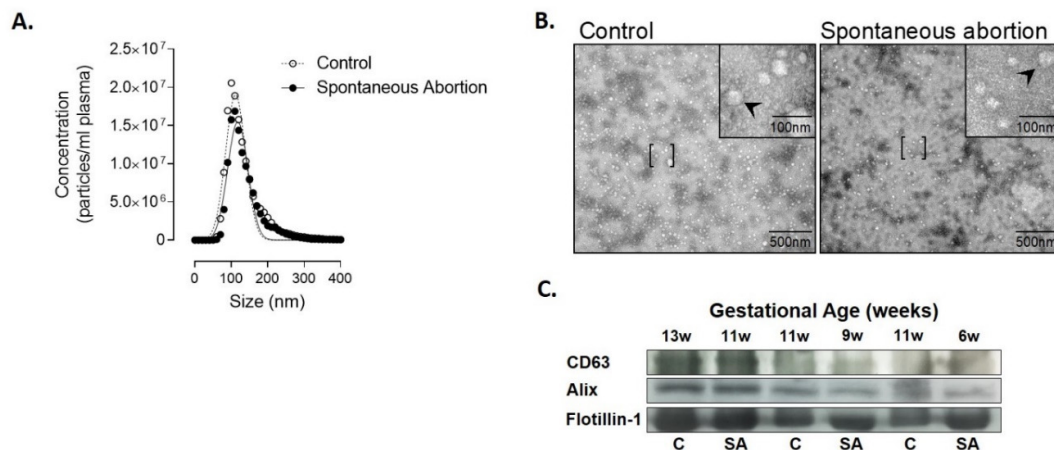 A.
2.5×10⁷
2.0×10⁷
1.5×10⁷
1.0×10⁷
5.0×10⁶
0
Concentration
(particles/ml plasma)
Control
Spontaneous Abortion
0 100 200 300 400
Size (nm)
B.
Control
100nm
500nm
Spontaneous abortion
100nm
500nm
C.
Gestational Age (weeks)
13w 11w 11w 9w 11w 6w
CD63
Alix
Flotillin-1
C SA C SA C SA